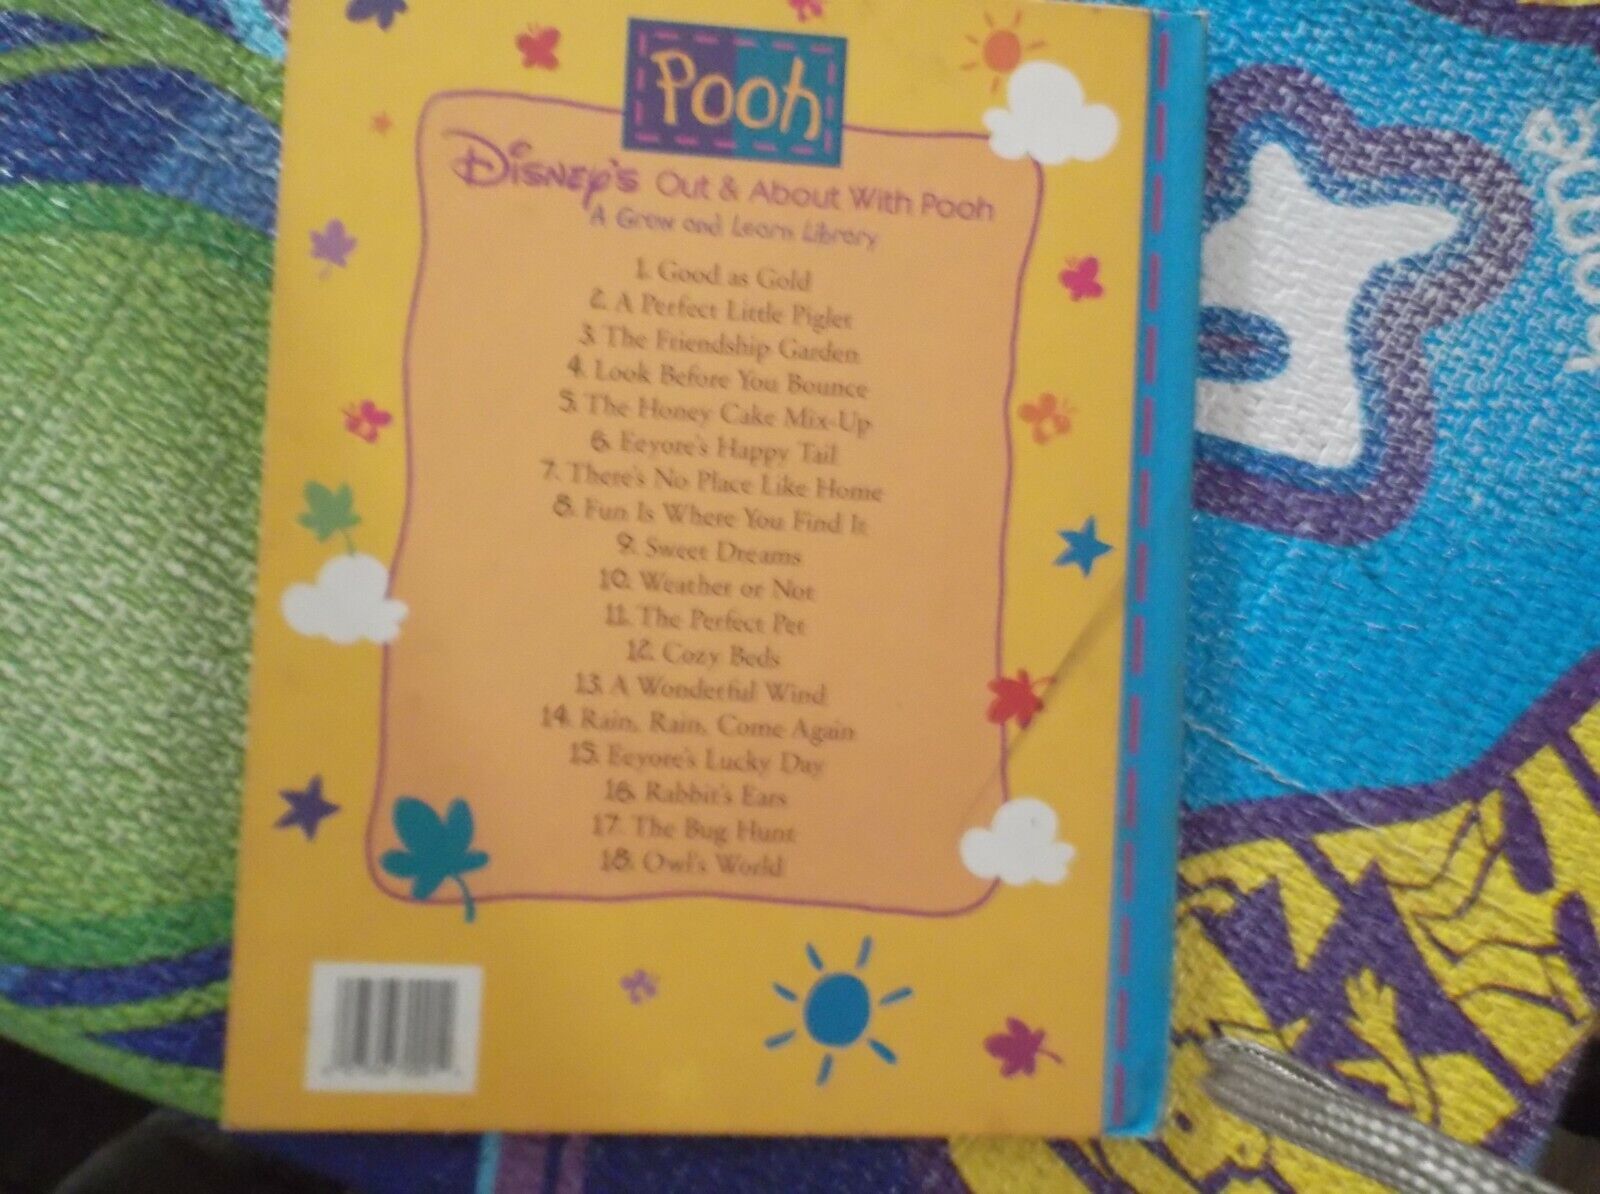 Pooh
Disney's Out & About With Pooh
A Grow and Learn Library
1. Good as Gold
2. A Perfect Little Piglet
3. The Friendship Garden
4. Look Before You Bounce
5. The Honey Cake Mix-Up
6. Eeyore's Happy Tail
7. There's No Place Like Home
8. Fun Is Where You Find It
9. Sweet Dreams
10. Weather or Not
11. The Perfect Pet
12. Cozy Beds
13. A Wonderful Wind
14. Rain, Rain, Come Again
15. Eeyore's Lucky Day
16. Rabbit's Ears
17. The Bug Hunt
18. Owl's World
home